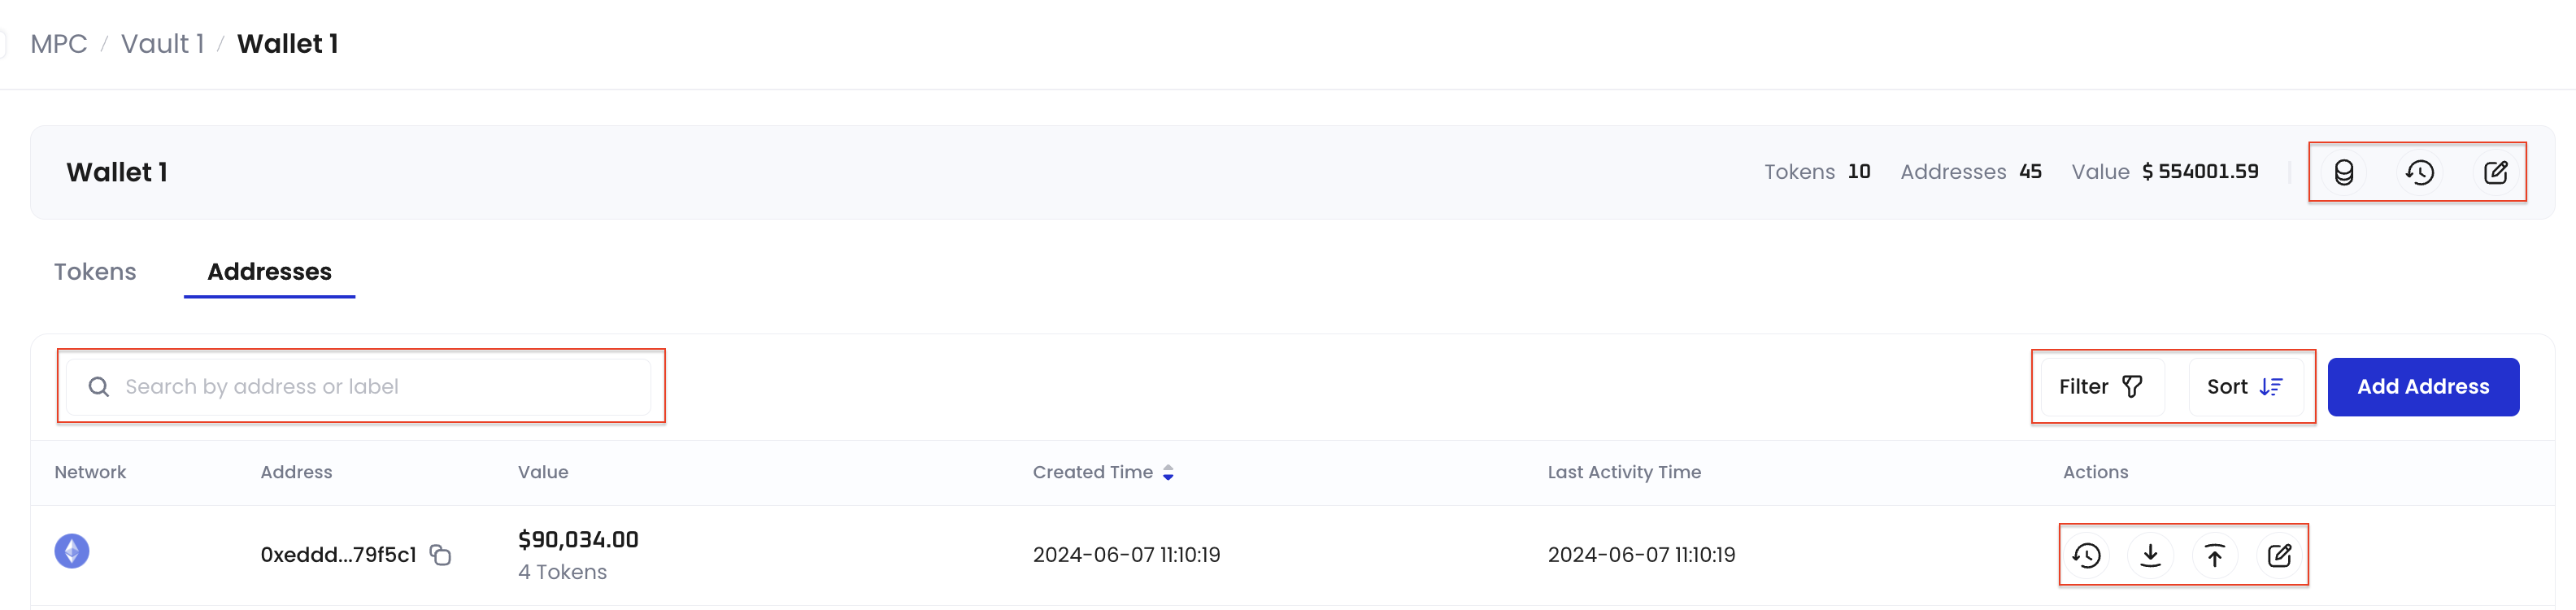 MPC / Vault 1 / Wallet 1
Wallet 1 Tokens 10 Addresses 45 Value $ 554001.59
Tokens Addresses
Search by address or label Filter Sort Add Address
Network Address Value Created Time Last Activity Time Actions
0xeddd...79f5c1 $90,034.00 2024-06-07 11:10:19 2024-06-07 11:10:19
4 Tokens